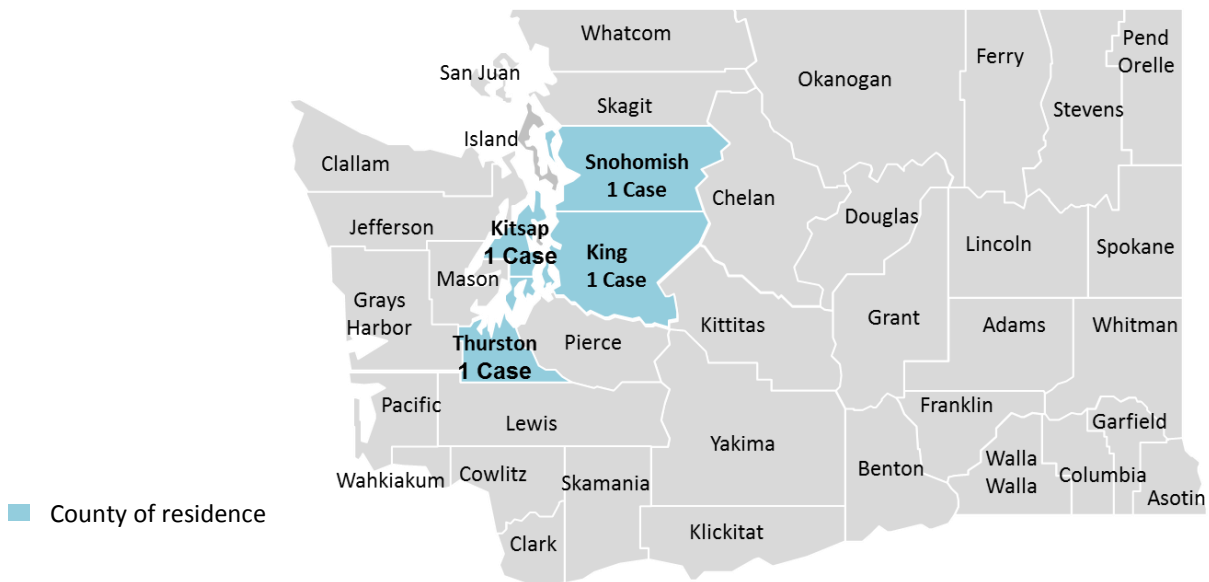 Whatcom
San Juan
Skagit
Island
Clallam
Snohomish
1 Case
Okanogan
Ferry
Pend
Orelle
Stevens
Jefferson
Kitsap
1 Case
King
1 Case
Chelan
Douglas
Lincoln
Spokane
Mason
Grays
Harbor
Thurston
1 Case
Pierce
Kittitas
Grant
Adams
Whitman
Pacific
Lewis
Yakima
Franklin
Garfield
Wahkiakum
Cowlitz
Skamania
Benton
Walla
Walla
Columbia
Asotin
Clark
Klickitat
County of residence